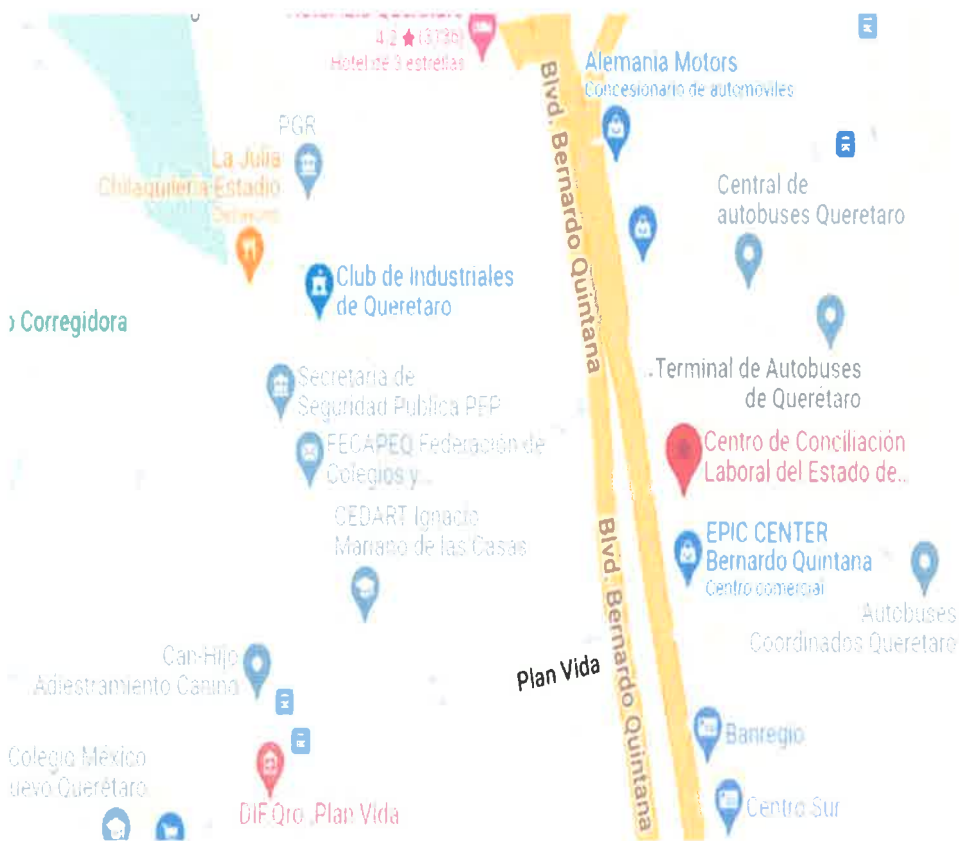 4.2 ★ (3736)
Hotel de 3 estrellas
Alemania Motors
Concesionario de automoviles
Blvd. Bernardo Quintana
PGR
La Julia
Chilaquilería Estadio
Central de
autobuses Queretaro
Club de Industriales
de Queretaro
o Corregidora
Secretaria de
Seguridad Publica PEP
Terminal de Autobuses
de Querétaro
FECAPEQ Federación de
Colegios y...
Centro de Conciliación
Laboral del Estado de..
CEDART Ignacio
Mariano de las Casas
EPIC CENTER
Bernardo Quintana
Centro comercial
Blvd. Bernardo Quintana
Autobuses
Coordinados Queretaro
Can-Hijo
Adiestramiento Canino
Plan Vida
Banregio
Colegio México
uevo Querétaro
DIF Qro .Plan Vida
Centro Sur